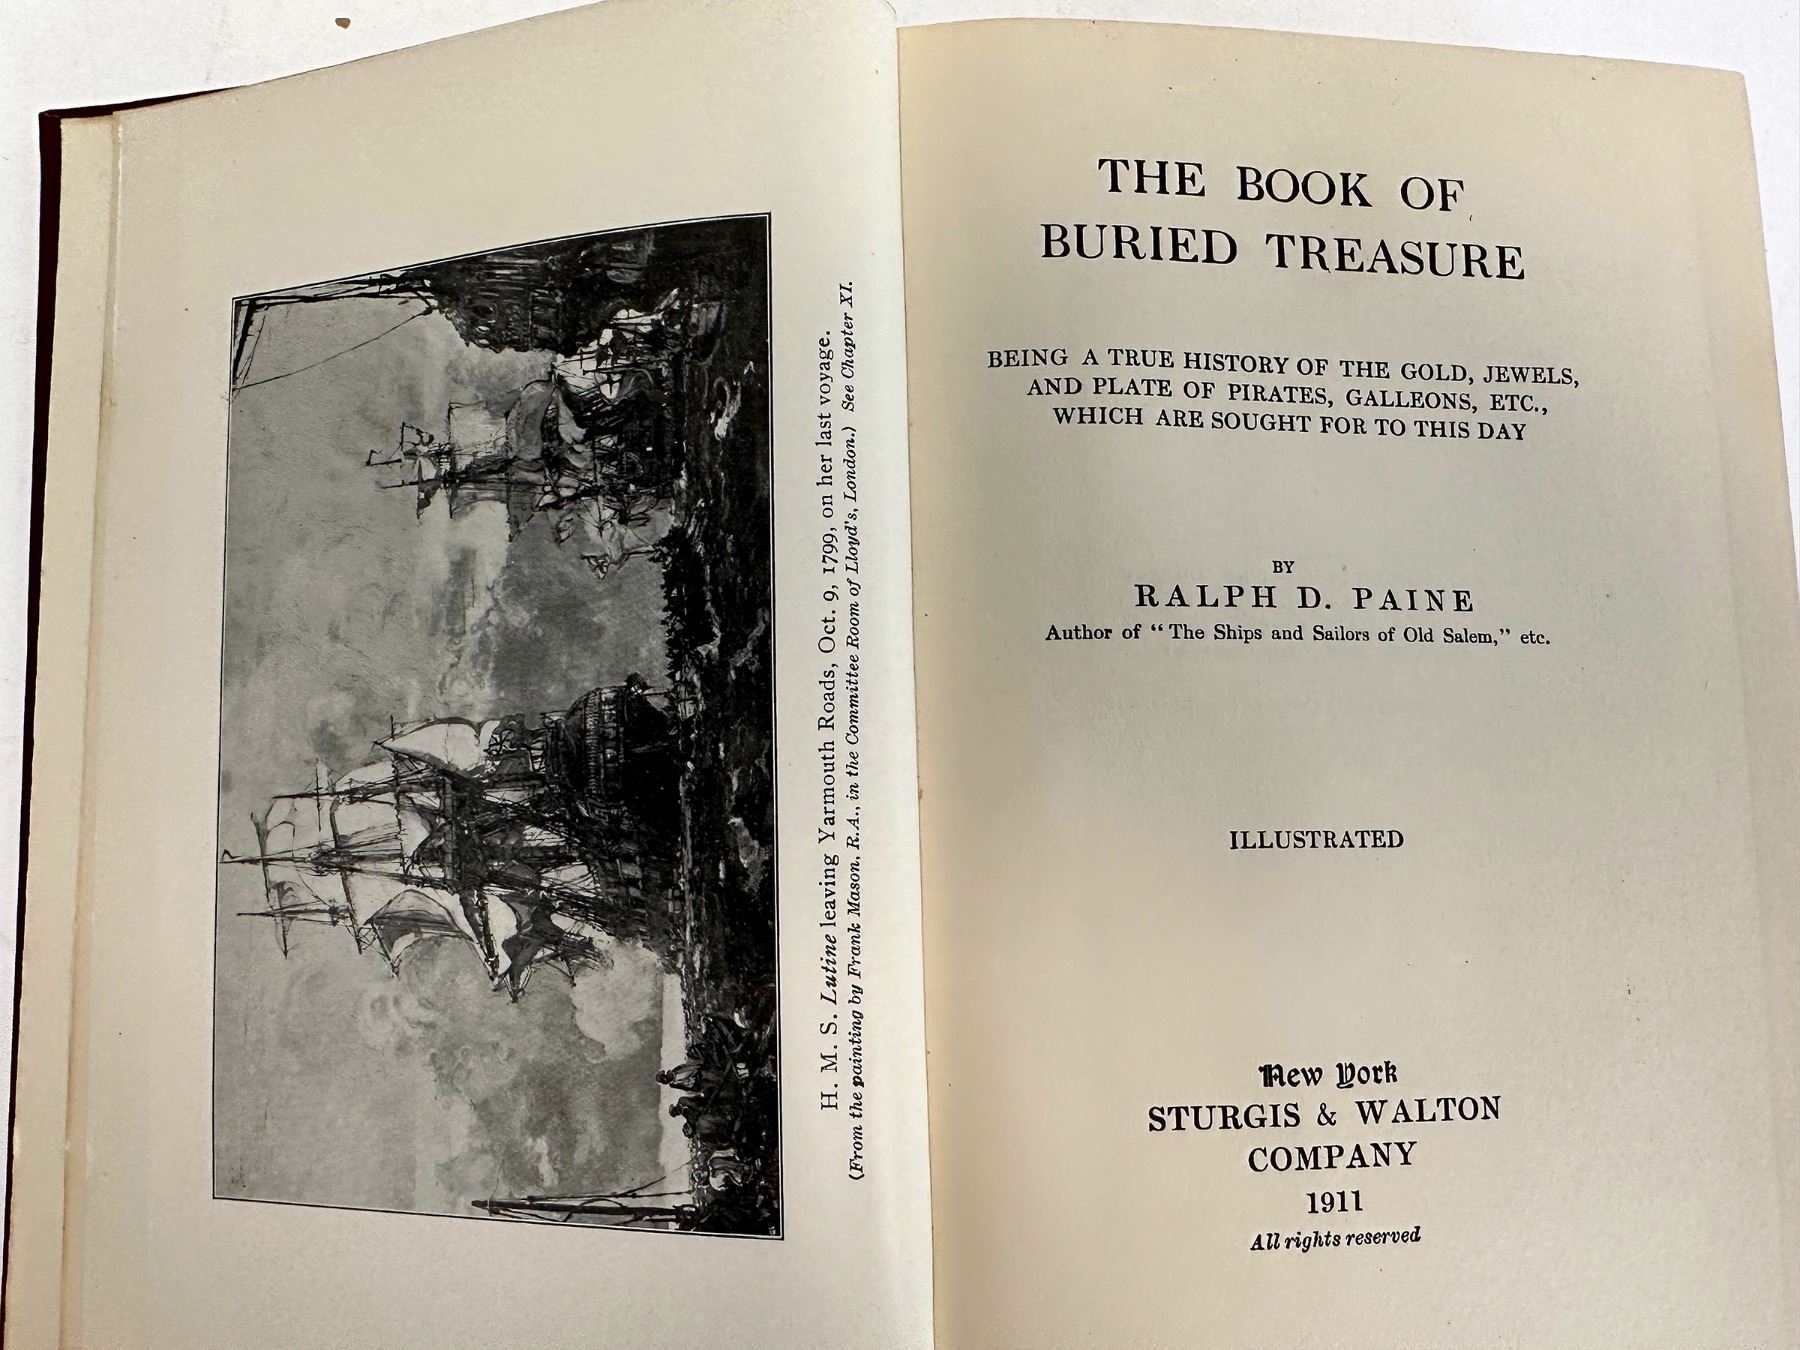 H. M. S. Lutine leaving Yarmouth Roads, Oct. 9, 1799, on her last voyage.
(From the painting by Frank Mason, R.A., in the Committee Room of Lloyd's, London.) See Chapter XI.
THE BOOK OF
BURIED TREASURE
BEING A TRUE HISTORY OF THE GOLD, JEWELS,
AND PLATE OF PIRATES, GALLEONS, ETC.,
WHICH ARE SOUGHT FOR TO THIS DAY
BY
RALPH D. PAINE
Author of "The Ships and Sailors of Old Salem," etc.
ILLUSTRATED
New York
STURGIS & WALTON
COMPANY
1911
All rights reserved